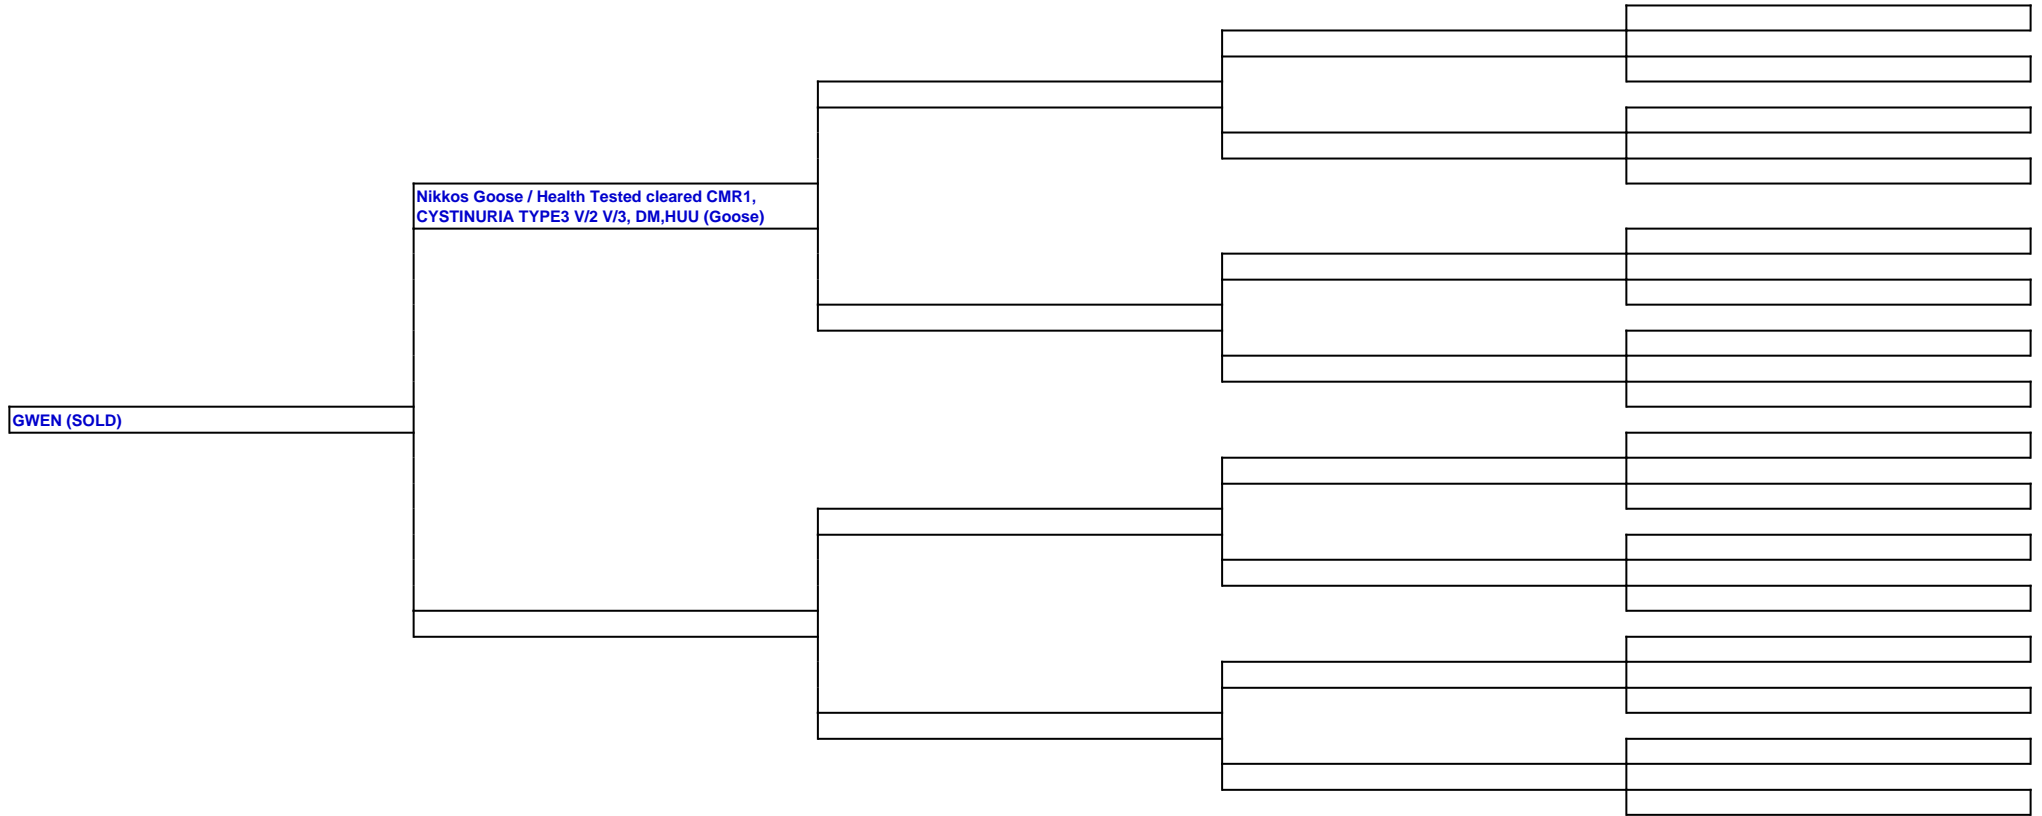 Nikkos Goose / Health Tested cleared CMR1,
CYSTINURIA TYPE3 V/2 V/3, DM,HUU (Goose)
GWEN (SOLD)